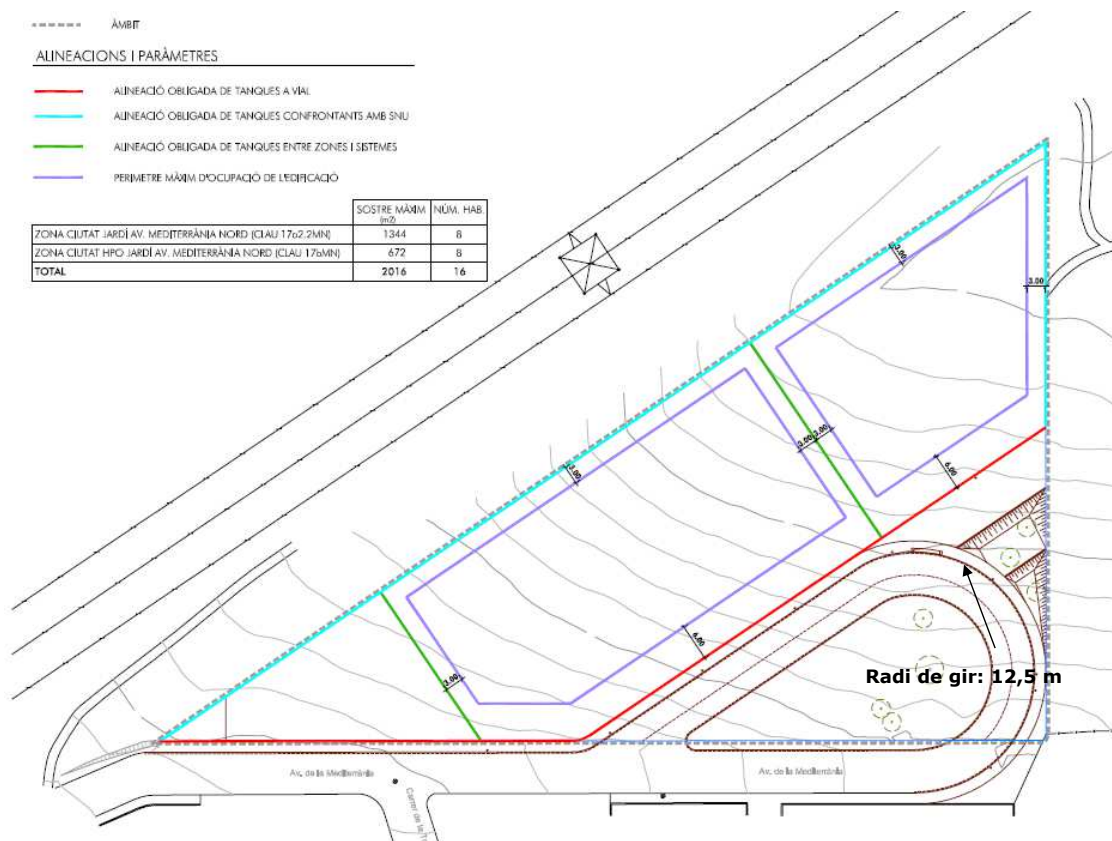 ÀMBIT
ALINEACIONS I PARÀMETRES
ALINEACIÓ OBLIGADA DE TANQUES A VIAL
ALINEACIÓ OBLIGADA DE TANQUES CONFRONTANTS AMB SNU
ALINEACIÓ OBLIGADA DE TANQUES ENTRE ZONES I SISTEMES
PERÍMETRE MÀXIM D'OCUPACIÓ DE L'EDIFICACIÓ
SOSTRE MÀXIM (m2) NÚM. HAB.
ZONA CIUTAT JARDÍ AV. MEDITERRÀNIA NORD (CLAU 17a2.2MN) 1344 8
ZONA CIUTAT HPO JARDÍ AV. MEDITERRÀNIA NORD (CLAU 17bMN) 672 8
TOTAL 2016 16
3.00
3.00
3.00 3.00
3.00
6.00
6.00
3.00
Radi de gir: 12,5 m
Av. de la Mediterrània
Av. de la Mediterrània
Carrer de la